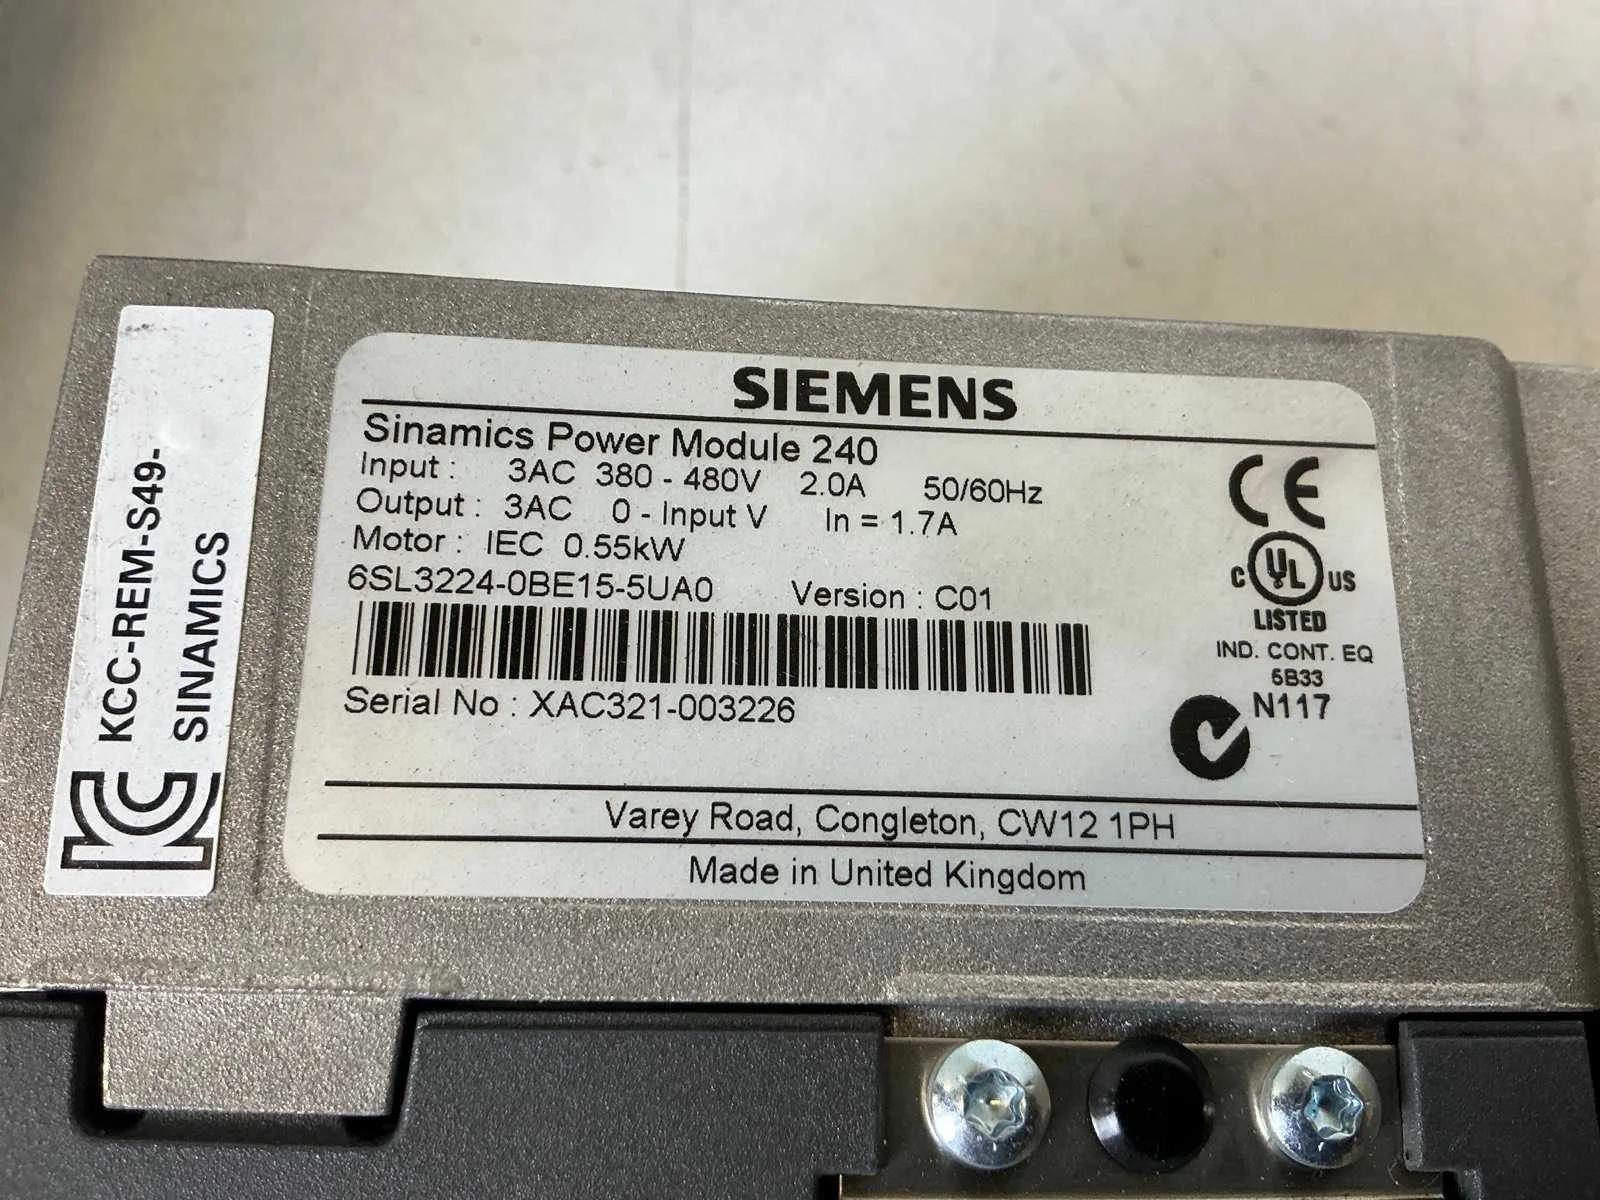 KCC-REM-S49-
SINAMICS
SIEMENS
Sinamics Power Module 240
Input : 3AC 380 - 480V 2.0A 50/60Hz
Output : 3AC 0 - Input V In = 1.7A
Motor : IEC 0.55kW
6SL3224-0BE15-5UA0 Version : C01
Serial No : XAC321-003226
CE
C UL US
LISTED
IND. CONT. EQ
5B33
N117
Varey Road, Congleton, CW12 1PH
Made in United Kingdom